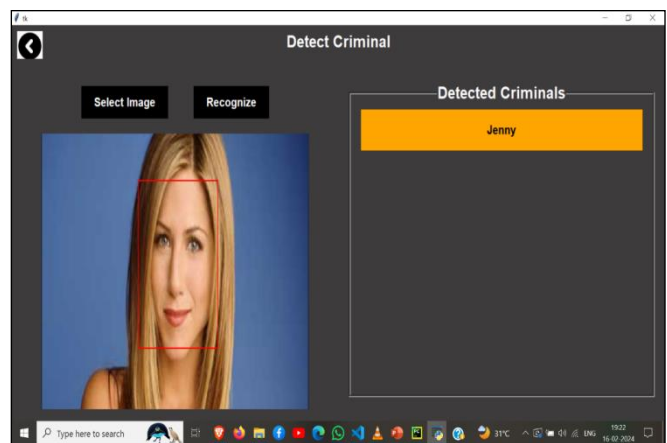 tk
Detect Criminal
Select Image
Recognize
Detected Criminals
Jenny
Type here to search
31°C
ENG
19:22
16-02-2024